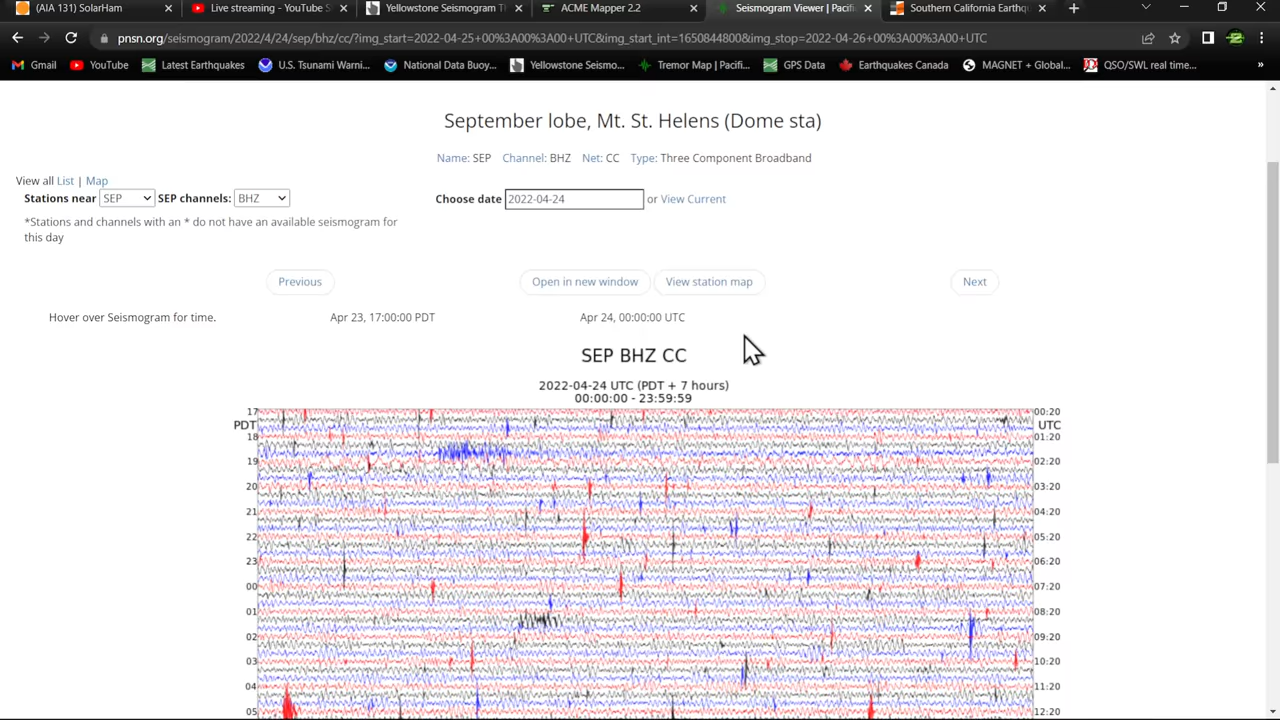 (AIA 131) SolarHam
Live streaming - YouTube S
Yellowstone Seismogram T
ACME Mapper 2.2
Seismogram Viewer | Pacifi
Southern California Earthqu
pnsn.org/seismogram/2022/4/24/sep/bhz/cc/?img_start=2022-04-25+00%3A00%3A00+UTC&img_start_int=1650844800&img_stop=2022-04-26+00%3A00%3A00+UTC
Gmail
YouTube
Latest Earthquakes
U.S. Tsunami Warni...
National Data Buoy...
Yellowstone Seismo...
Tremor Map | Pacifi...
GPS Data
Earthquakes Canada
MAGNET + Global...
QSO/SWL real time...
»
September lobe, Mt. St. Helens (Dome sta)
Name: SEP Channel: BHZ Net: CC Type: Three Component Broadband
View all List | Map
Stations near SEP SEP channels: BHZ
Choose date 2022-04-24 or View Current
*Stations and channels with an * do not have an available seismogram for
this day
Previous
Open in new window
View station map
Next
Hover over Seismogram for time.
Apr 23, 17:00:00 PDT
Apr 24, 00:00:00 UTC
SEP BHZ CC
2022-04-24 UTC (PDT + 7 hours)
00:00:00 - 23:59:59
17 00:20
PDT UTC
18 01:20
19 02:20
20 03:20
21 04:20
22 05:20
23 06:20
00 07:20
01 08:20
02 09:20
03 10:20
04 11:20
05 12:20